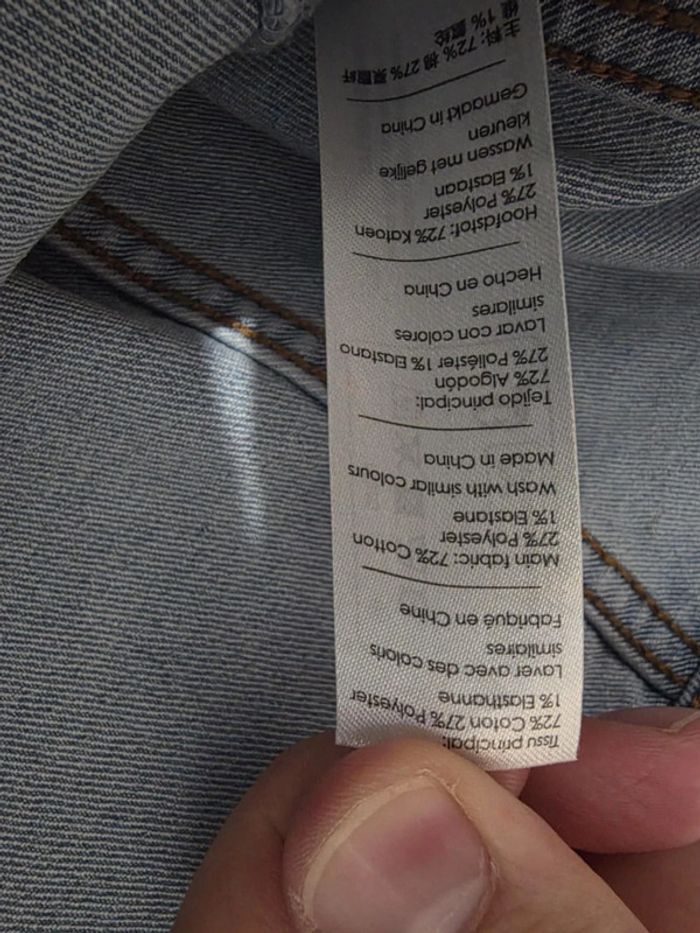 Tissu principal:
72% Coton 27% Polyester
1% Elasthanne
Laver avec des coloris
similaires
Fabriqué en Chine
Main fabric: 72% Cotton
27% Polyester
1% Elastane
Wash with similar colours
Made in China
Tejido principal:
72% Algodón
27% Poliéster 1% Elastano
Lavar con colores
similares
Hecho en China
Hoofdstof: 72% Katoen
27% Polyester
1% Elastaan
Wassen met gelijke
kleuren
Gemaakt in China
主料: 72% 棉 27% 聚酯纤
维 1% 氨纶